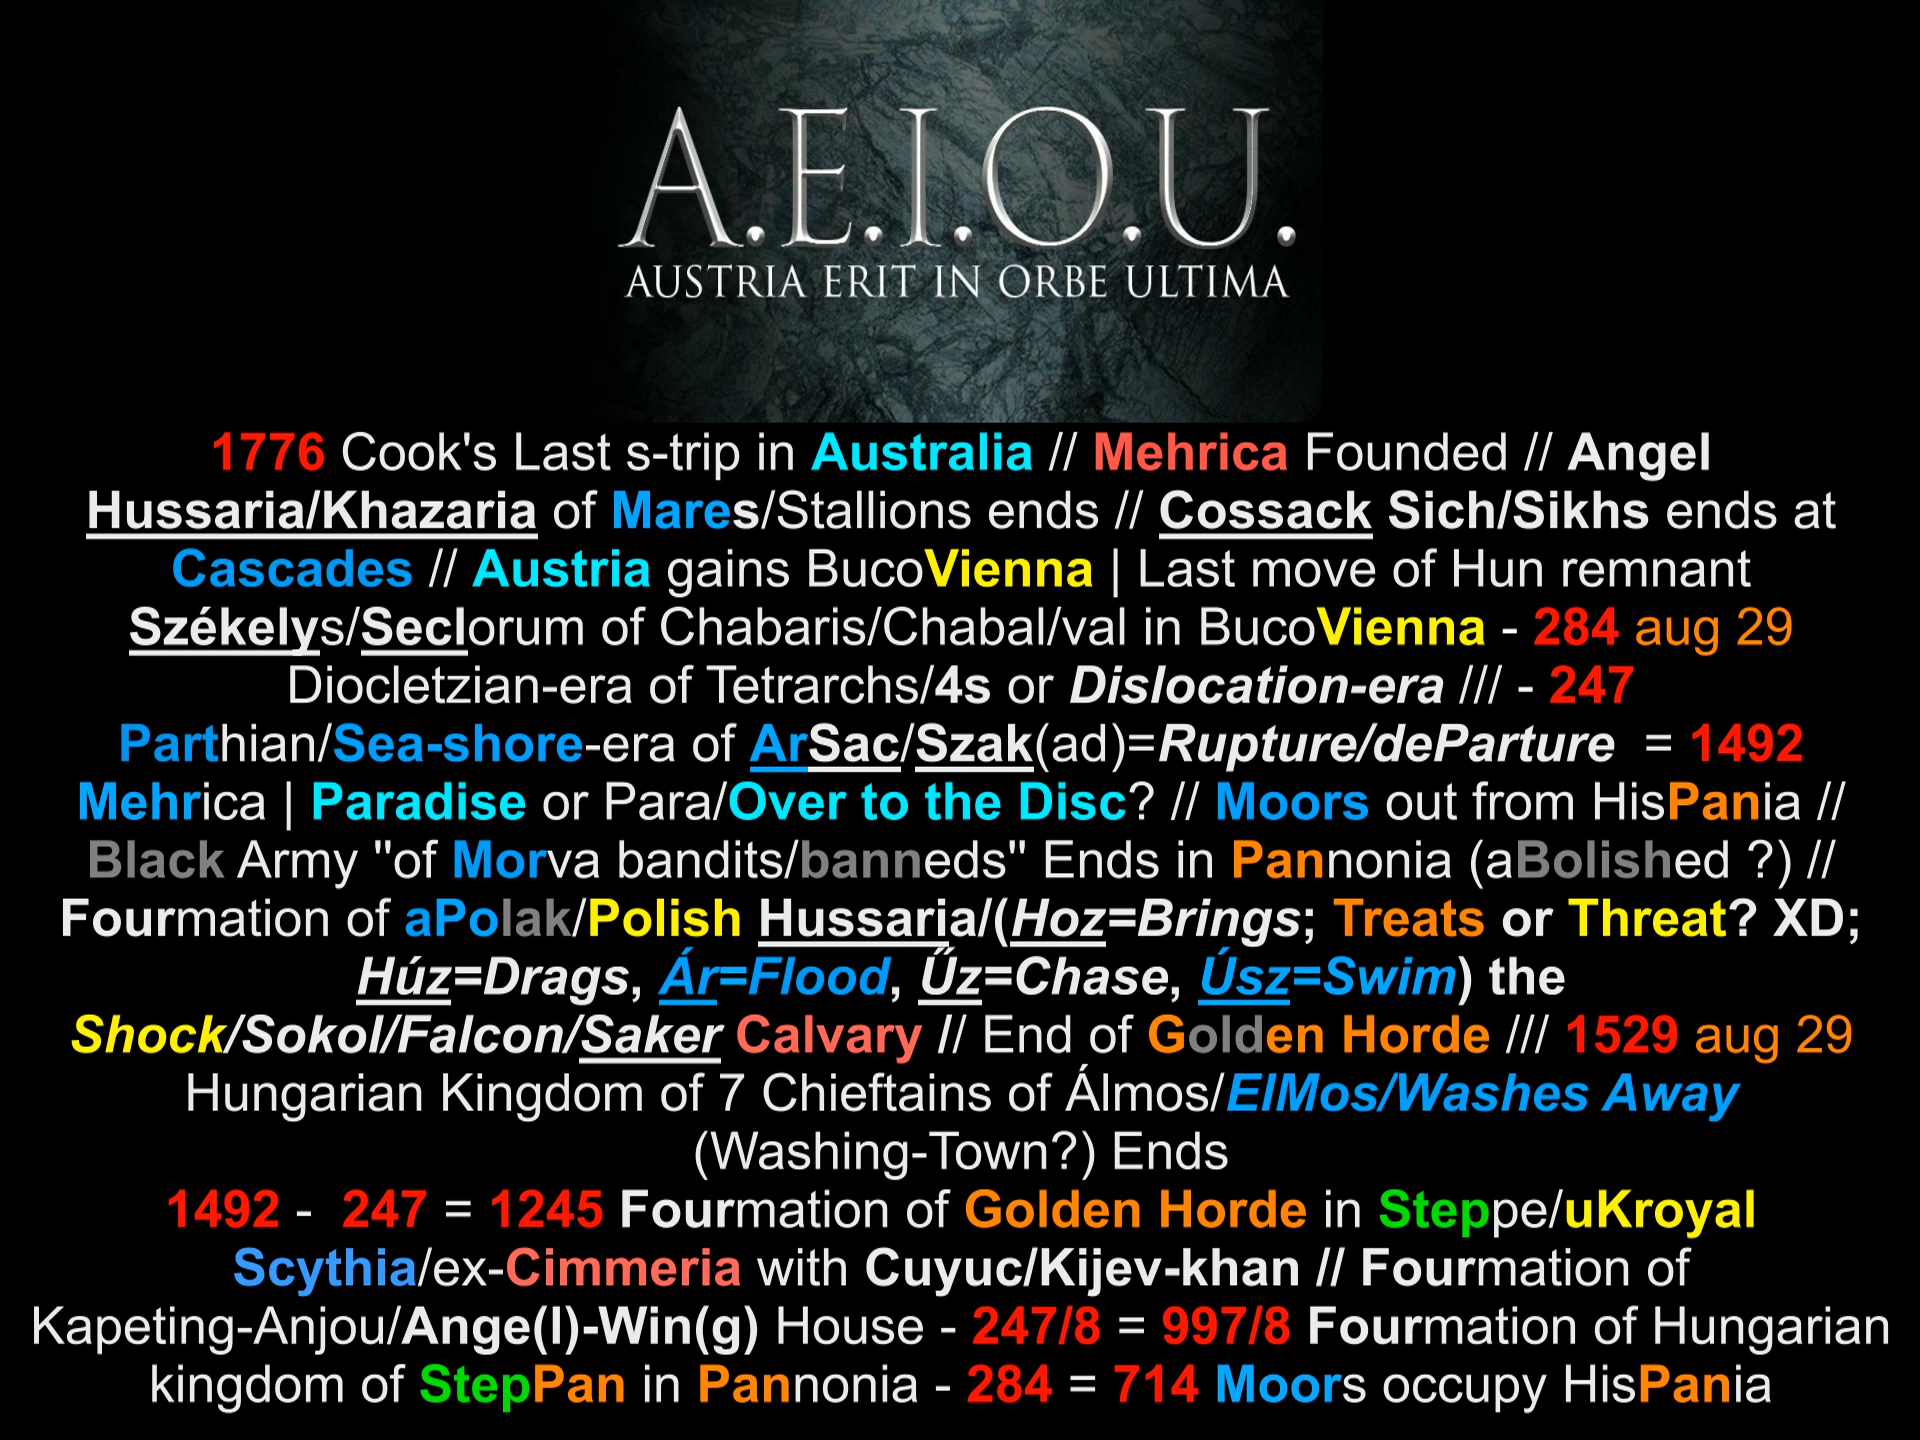 A.E.I.O.U.
AUSTRIA ERIT IN ORBE ULTIMA
1776 Cook's Last s-trip in Australia // Mehrica Founded // Angel
Hussaria/Khazaria of Mares/Stallions ends // Cossack Sich/Sikhs ends at
Cascades // Austria gains BucoVienna | Last move of Hun remnant
Székelys/Seclorum of Chabaris/Chabal/val in BucoVienna - 284 aug 29
Diocletzian-era of Tetrarchs/4s or Dislocation-era /// - 247
Parthian/Sea-shore-era of ArSac/Szak(ad)=Rupture/deParture = 1492
Mehrica | Paradise or Para/Over to the Disc? // Moors out from HisPania //
Black Army "of Morva bandits/banneds" Ends in Pannonia (aBolished ?) //
Fourmation of aPolak/Polish Hussaria/(Hoz=Brings; Treats or Threat? XD;
Húz=Drags, Ár=Flood, Űz=Chase, Úsz=Swim) the
Shock/Sokol/Falcon/Saker Calvary // End of Golden Horde /// 1529 aug 29
Hungarian Kingdom of 7 Chieftains of Álmos/ElMos/Washes Away
(Washing-Town?) Ends
1492 - 247 = 1245 Fourmation of Golden Horde in Steppe/uKroyal
Scythia/ex-Cimmeria with Cuyuc/Kijev-khan // Fourmation of
Kapeting-Anjou/Ange(l)-Win(g) House - 247/8 = 997/8 Fourmation of Hungarian
kingdom of StepPan in Pannonia - 284 = 714 Moors occupy HisPania